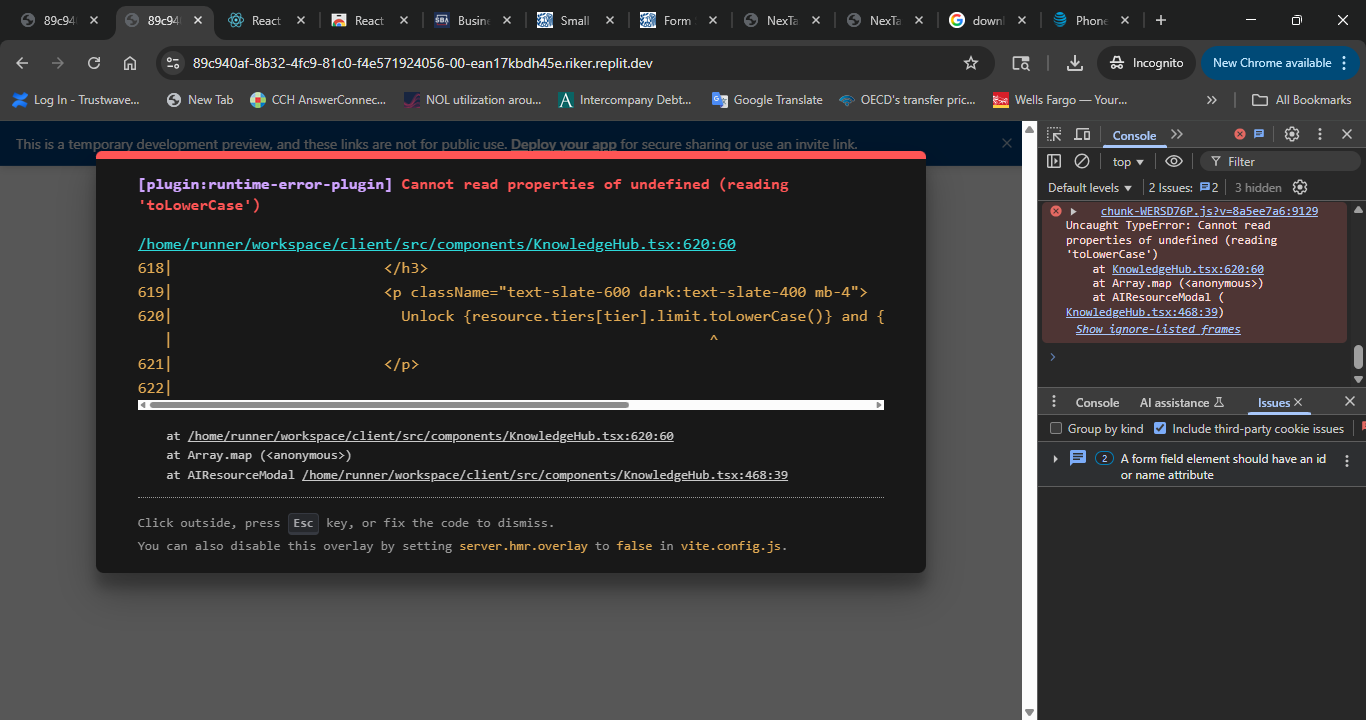 89c94
89c94
React
React
Busin
Small
Form
NexTa
NexTa
downl
Phone
89c940af-8b32-4fc9-81c0-f4e571924056-00-ean17kbdh45e.riker.replit.dev
Incognito
New Chrome available
Log In - Trustwave...
New Tab
CCH AnswerConnec...
NOL utilization arou...
Intercompany Debt...
Google Translate
OECD's transfer pric...
Wells Fargo — Your...
»
All Bookmarks
This is a temporary development preview, and these links are not for public use. Deploy your app for secure sharing or use an invite link.
[plugin:runtime-error-plugin] Cannot read properties of undefined (reading
'toLowerCase')
/home/runner/workspace/client/src/components/KnowledgeHub.tsx:620:60
618| </h3>
619| <p className="text-slate-600 dark:text-slate-400 mb-4">
620| Unlock {resource.tiers[tier].limit.toLowerCase()} and {
| ^
621| </p>
622|
at /home/runner/workspace/client/src/components/KnowledgeHub.tsx:620:60
at Array.map (<anonymous>)
at AIResourceModal /home/runner/workspace/client/src/components/KnowledgeHub.tsx:468:39
Click outside, press Esc key, or fix the code to dismiss.
You can also disable this overlay by setting server.hmr.overlay to false in vite.config.js.
Console
top
Filter
Default levels
2 Issues: 2
3 hidden
chunk-WERSD76P.js?v=8a5ee7a6:9129
Uncaught TypeError: Cannot read
properties of undefined (reading
'toLowerCase')
at KnowledgeHub.tsx:620:60
at Array.map (<anonymous>)
at AIResourceModal (
KnowledgeHub.tsx:468:39)
Show ignore-listed frames
Console
AI assistance
Issues
Group by kind
Include third-party cookie issues
2
A form field element should have an id
or name attribute